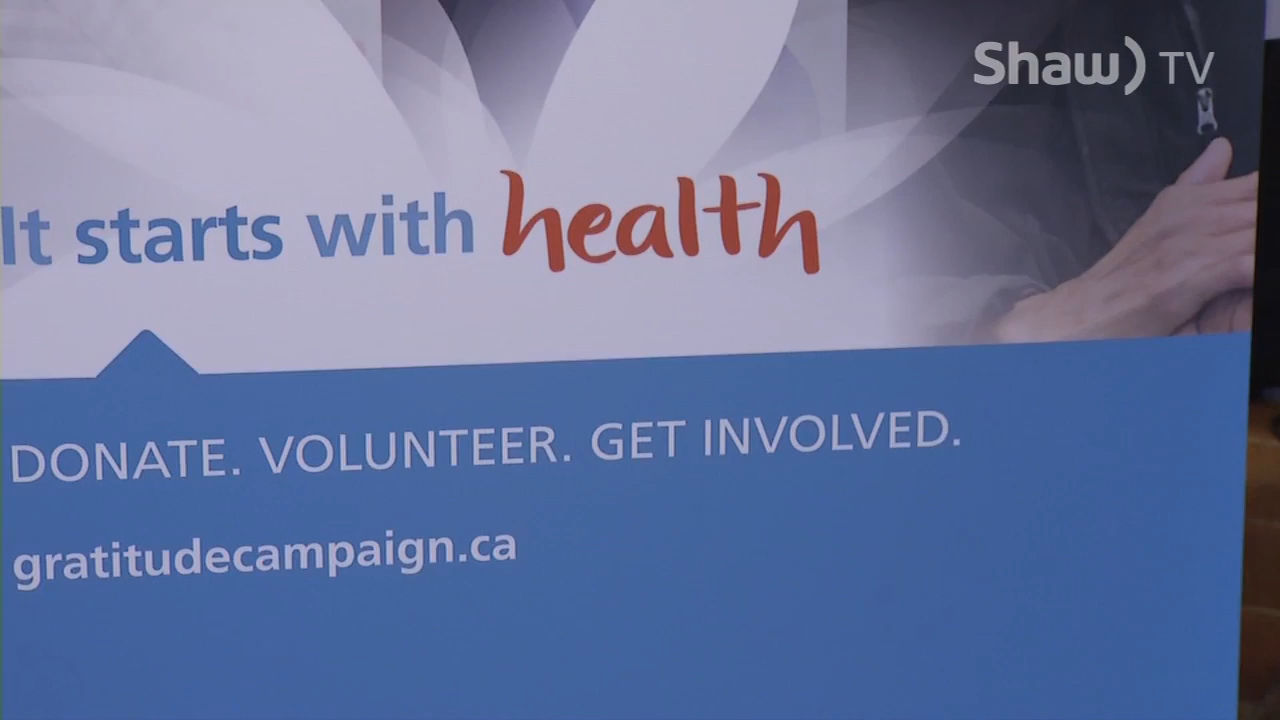 Shaw) TV
It starts with health
DONATE. VOLUNTEER. GET INVOLVED.
gratitudecampaign.ca